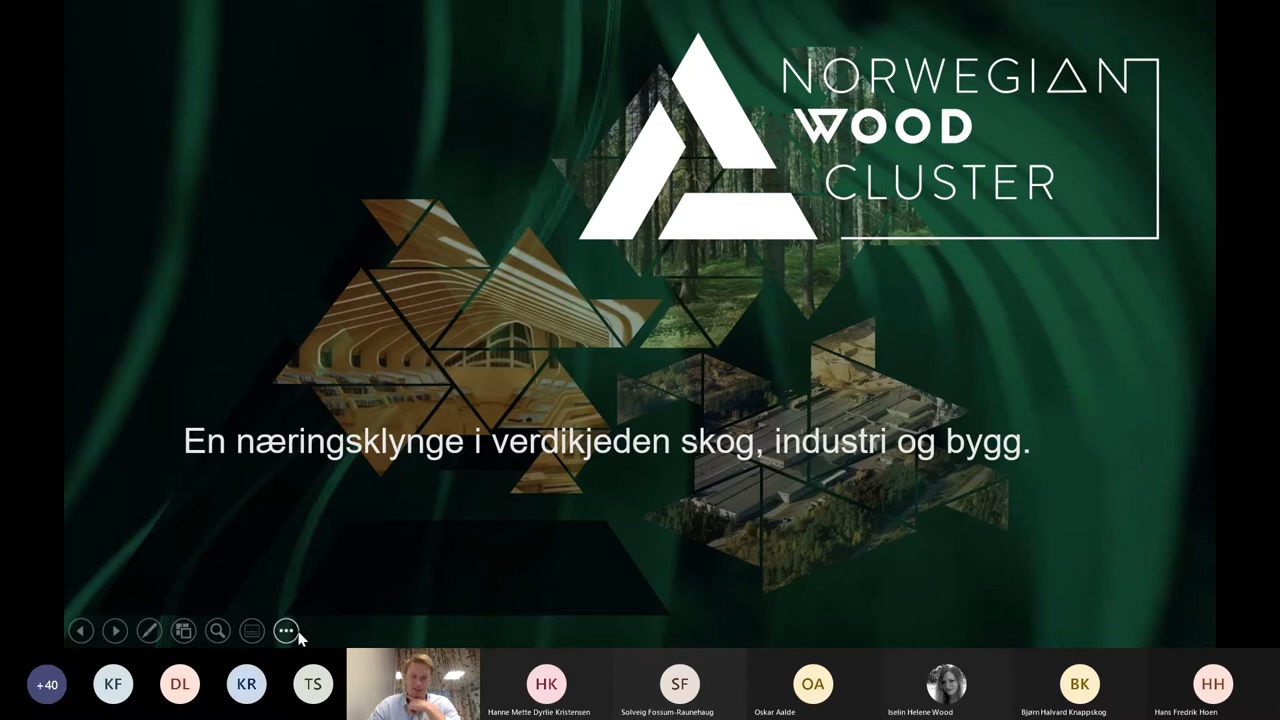 NORWEGIAN
WOOD
CLUSTER
En næringsklynge i verdikjeden skog, industri og bygg.
+40
KF
DL
KR
TS
HK
SF
OA
BK
HH
Hanne Mette Dyrlie Kristensen
Solveig Fossum-Raunehaug
Oskar Aalde
Iselin Helene Wood
Bjørn Halvard Knappskog
Hans Fredrik Hoen